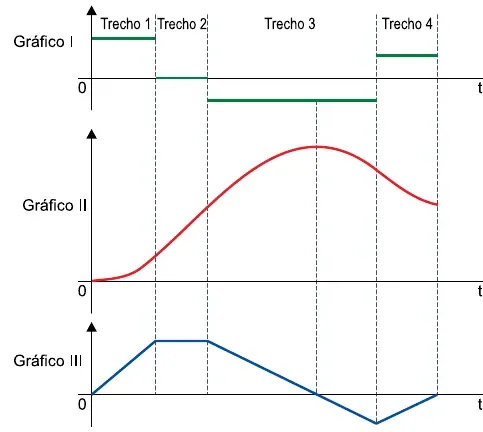 Trecho 1 Trecho 2 Trecho 3 Trecho 4
Gráfico I
0 t
Gráfico II
0 t
Gráfico III
0 t